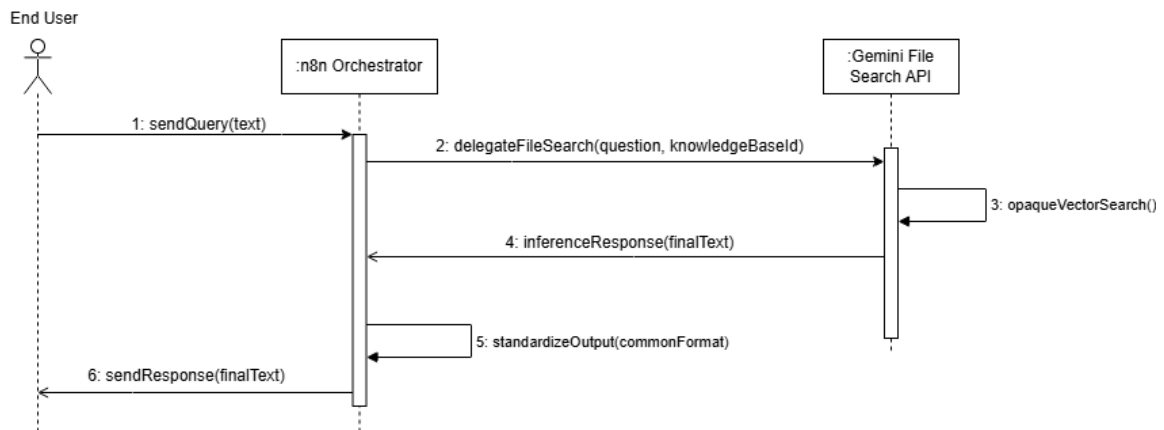 End User
:n8n Orchestrator
:Gemini File
Search API
1: sendQuery(text)
2: delegateFileSearch(question, knowledgeBaseId)
3: opaqueVectorSearch()
4: inferenceResponse(finalText)
5: standardizeOutput(commonFormat)
6: sendResponse(finalText)